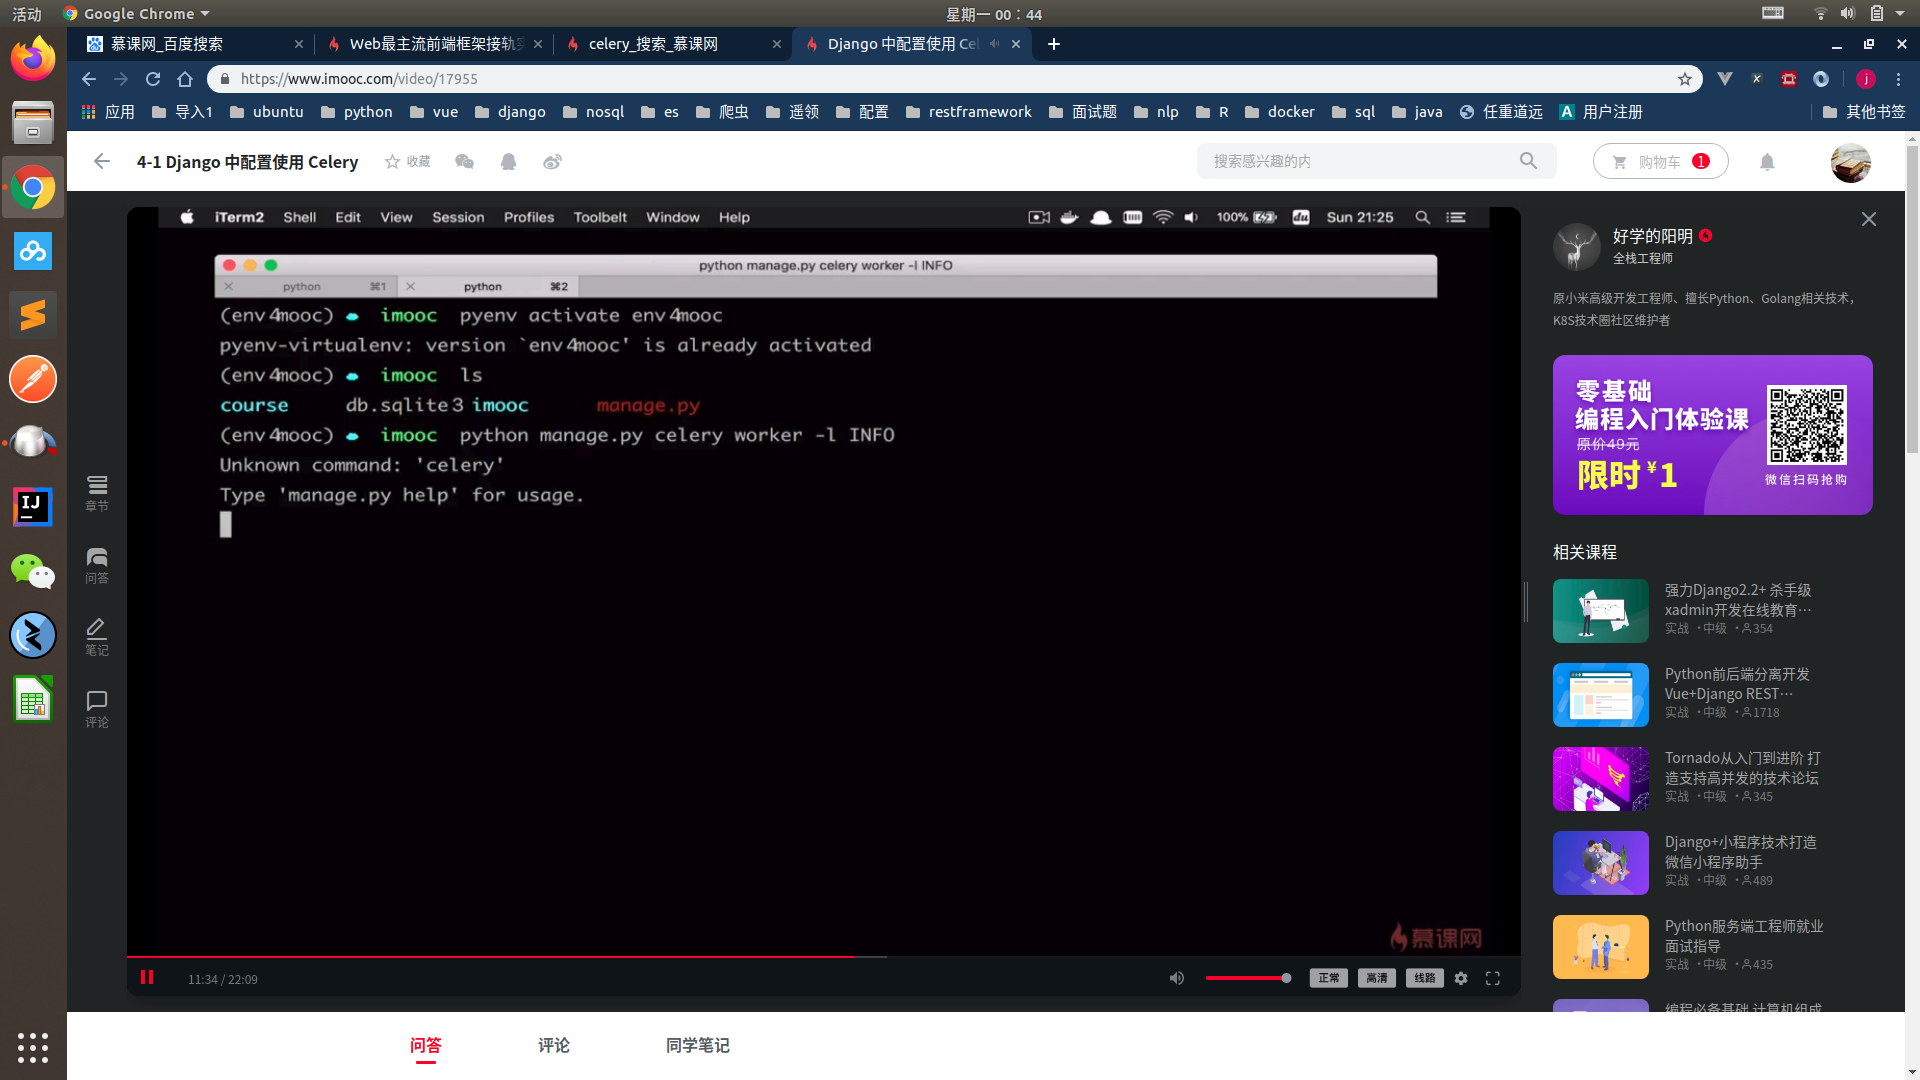 活动
Google Chrome
星期一 00：44
慕课网_百度搜索
Web最主流前端框架接轨
celery_搜索_慕课网
Django 中配置使用 Cel
https://www.imooc.com/video/17955
应用
导入1
ubuntu
python
vue
django
nosql
es
爬虫
遥领
配置
restframework
面试题
nlp
R
docker
sql
java
任重道远
A
用户注册
其他书签
4-1 Django 中配置使用 Celery
收藏
搜索感兴趣的内
购物车
1
iTerm2 Shell Edit View Session Profiles Toolbelt Window Help
100%
du
Sun 21:25
python manage.py celery worker -l INFO
python ⌘1
python ⌘2
(env4mooc) imooc pyenv activate env4mooc
pyenv-virtualenv: version `env4mooc' is already activated
(env4mooc) imooc ls
course db.sqlite3 imooc manage.py
(env4mooc) imooc python manage.py celery worker -l INFO
Unknown command: 'celery'
Type 'manage.py help' for usage.
慕课网
章节
问答
笔记
评论
11:34 / 22:09
正常
高清
线路
好学的阳明
全栈工程师
原小米高级开发工程师、擅长Python、Golang相关技术，
K8S技术圈社区维护者
零基础
编程入门体验课
原价49元
限时¥1
微信扫码抢购
相关课程
强力Django2.2+ 杀手级
xadmin开发在线教育…
实战 ·中级 ·354
Python前后端分离开发
Vue+Django REST…
实战 ·中级 ·1718
Tornado从入门到进阶 打
造支持高并发的技术论坛
实战 ·中级 ·345
Django+小程序技术打造
微信小程序助手
实战 ·中级 ·489
Python服务端工程师就业
面试指导
实战 ·中级 ·435
编程必备基础 计算机组成
问答
评论
同学笔记
IJ
j